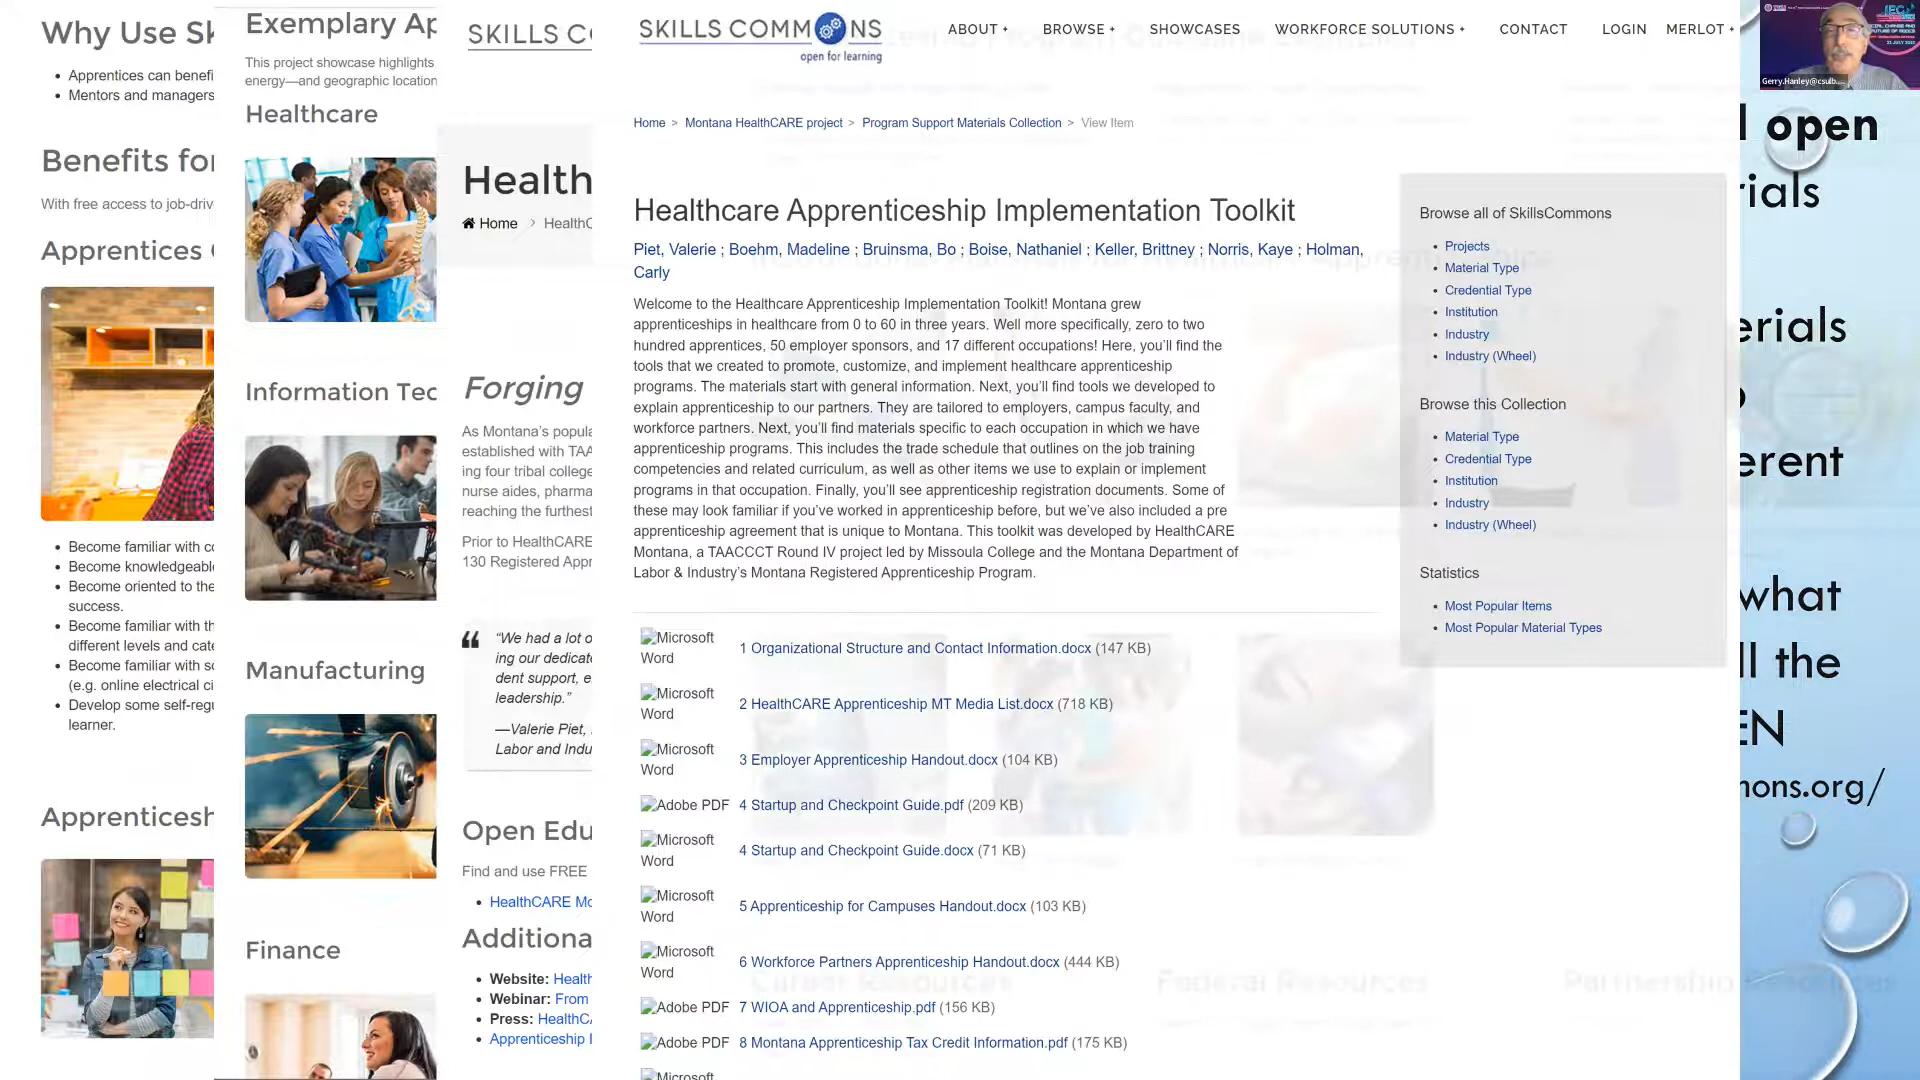 Why Use Sk
Apprentices can benefi
Mentors and managers
Benefits for
With free access to job-driv
Apprentices
Become familiar with co
Become knowledgeabl
Become oriented to the
success.
Become familiar with th
different levels and cate
Become familiar with so
(e.g. online electrical ci
Develop some self-regu
learner.
Apprenticesh
Exemplary Ap
This project showcase highlights
energy—and geographic location
Healthcare
Information Tec
Manufacturing
Finance
SKILLS CO
Health
Home > HealthC
Forging
As Montana's popula
established with TAA
ing four tribal college
nurse aides, pharma
reaching the furthest
Prior to HealthCARE
130 Registered Appr
"We had a lot o
ing our dedicate
dent support, e
leadership."
—Valerie Piet,
Labor and Indu
Open Edu
Find and use FREE
HealthCARE Mo
Additiona
Website: Health
Webinar: From
Press: HealthCA
Apprenticeship
SKILLS COMMONS
open for learning
ABOUT + BROWSE + SHOWCASES WORKFORCE SOLUTIONS + CONTACT LOGIN MERLOT +
Home > Montana HealthCARE project > Program Support Materials Collection > View Item
Healthcare Apprenticeship Implementation Toolkit
Piet, Valerie ; Boehm, Madeline ; Bruinsma, Bo ; Boise, Nathaniel ; Keller, Brittney ; Norris, Kaye ; Holman,
Carly
Welcome to the Healthcare Apprenticeship Implementation Toolkit! Montana grew
apprenticeships in healthcare from 0 to 60 in three years. Well more specifically, zero to two
hundred apprentices, 50 employer sponsors, and 17 different occupations! Here, you'll find the
tools that we created to promote, customize, and implement healthcare apprenticeship
programs. The materials start with general information. Next, you'll find tools we developed to
explain apprenticeship to our partners. They are tailored to employers, campus faculty, and
workforce partners. Next, you'll find materials specific to each occupation in which we have
apprenticeship programs. This includes the trade schedule that outlines on the job training
competencies and related curriculum, as well as other items we use to explain or implement
programs in that occupation. Finally, you'll see apprenticeship registration documents. Some of
these may look familiar if you've worked in apprenticeship before, but we've also included a pre
apprenticeship agreement that is unique to Montana. This toolkit was developed by HealthCARE
Montana, a TAACCCT Round IV project led by Missoula College and the Montana Department of
Labor & Industry's Montana Registered Apprenticeship Program.
Microsoft Word 1 Organizational Structure and Contact Information.docx (147 KB)
Microsoft Word 2 HealthCARE Apprenticeship MT Media List.docx (718 KB)
Microsoft Word 3 Employer Apprenticeship Handout.docx (104 KB)
Adobe PDF 4 Startup and Checkpoint Guide.pdf (209 KB)
Microsoft Word 4 Startup and Checkpoint Guide.docx (71 KB)
Microsoft Word 5 Apprenticeship for Campuses Handout.docx (103 KB)
Microsoft Word 6 Workforce Partners Apprenticeship Handout.docx (444 KB)
Adobe PDF 7 WIOA and Apprenticeship.pdf (156 KB)
Adobe PDF 8 Montana Apprenticeship Tax Credit Information.pdf (175 KB)
Microsoft
Browse all of SkillsCommons
Projects
Material Type
Credential Type
Institution
Industry
Industry (Wheel)
Browse this Collection
Material Type
Credential Type
Institution
Industry
Industry (Wheel)
Statistics
Most Popular Items
Most Popular Material Types
Career Resources Federal Resources Partnership Resources
Gerry.Hanley@csulb....
open
rials
erials
erent
what
ll the
EN
mons.org/